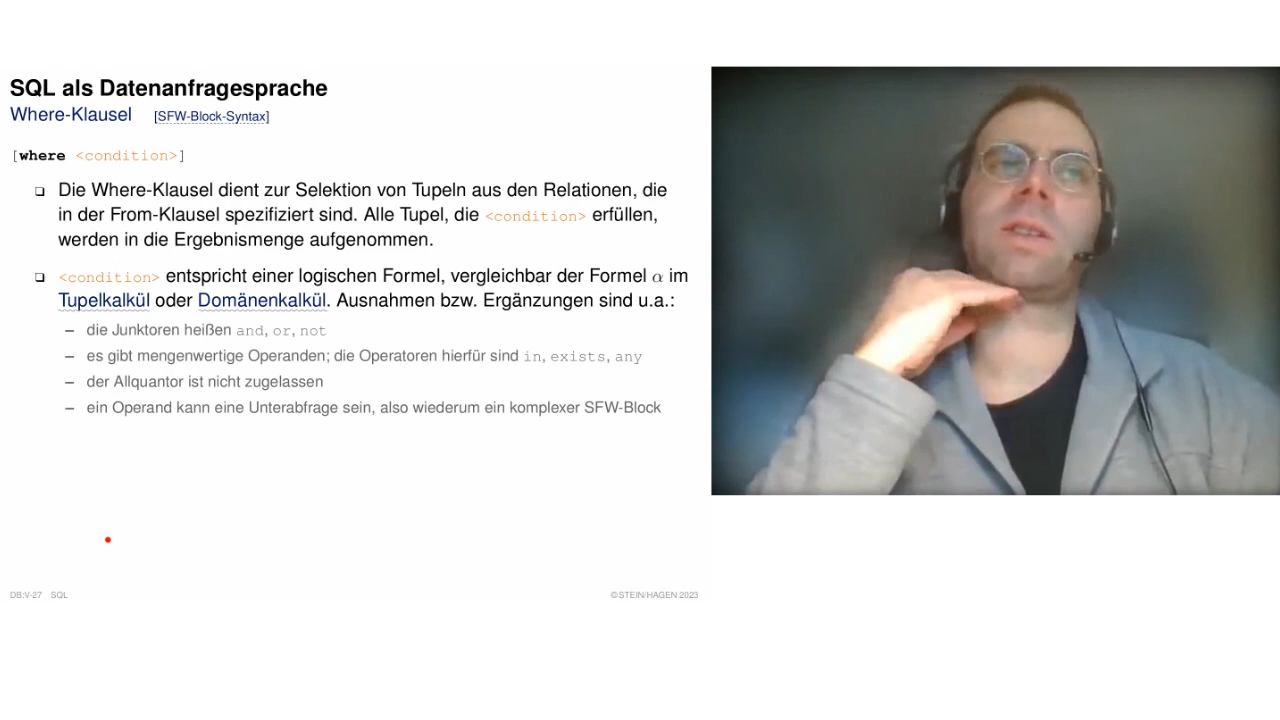 SQL als Datenanfragesprache
Where-Klausel [SFW-Block-Syntax]
[where <condition>]
❑ Die Where-Klausel dient zur Selektion von Tupeln aus den Relationen, die
in der From-Klausel spezifiziert sind. Alle Tupel, die <condition> erfüllen,
werden in die Ergebnismenge aufgenommen.
❑ <condition> entspricht einer logischen Formel, vergleichbar der Formel α im
Tupelkalkül oder Domänenkalkül. Ausnahmen bzw. Ergänzungen sind u.a.:
– die Junktoren heißen and, or, not
– es gibt mengenwertige Operanden; die Operatoren hierfür sind in, exists, any
– der Allquantor ist nicht zugelassen
– ein Operand kann eine Unterabfrage sein, also wiederum ein komplexer SFW-Block
DB:V-27 SQL ©STEIN/HAGEN 2023